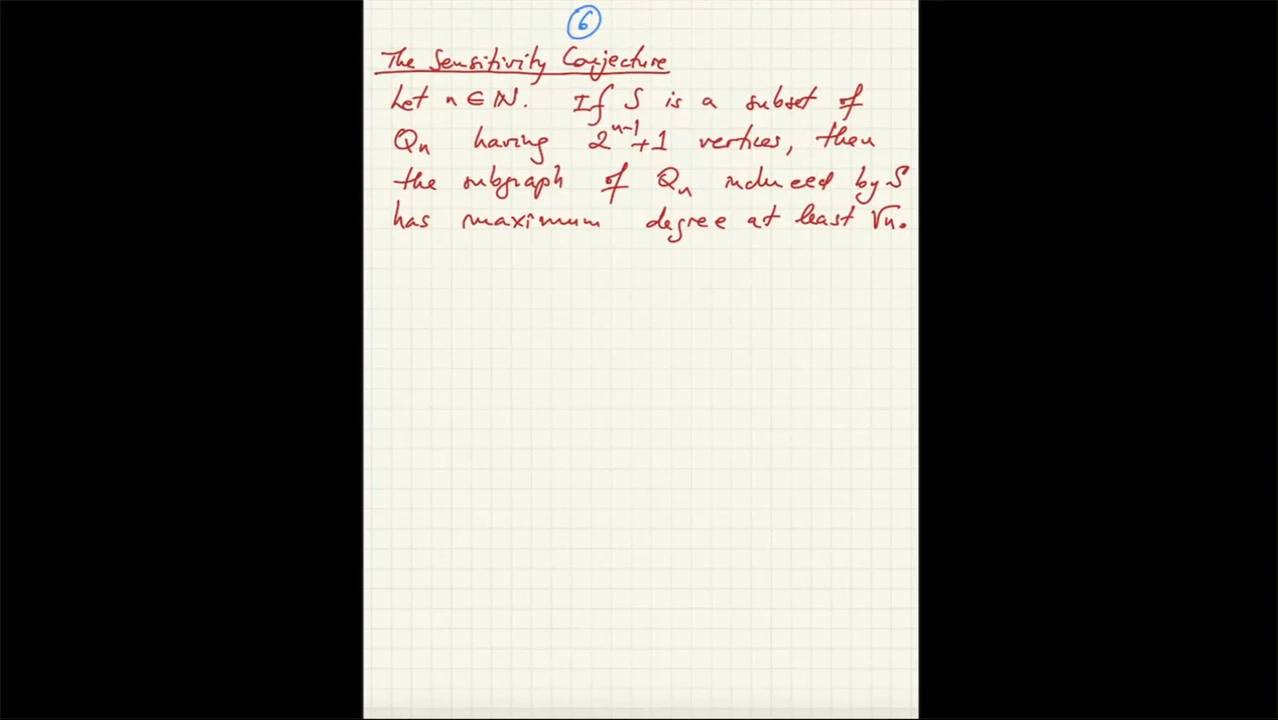 6
The Sensitivity Conjecture
Let n ∈ ℕ. If S is a subset of
Qₙ having 2ⁿ⁻¹+1 vertices, then
the subgraph of Qₙ induced by S
has maximum degree at least √n.